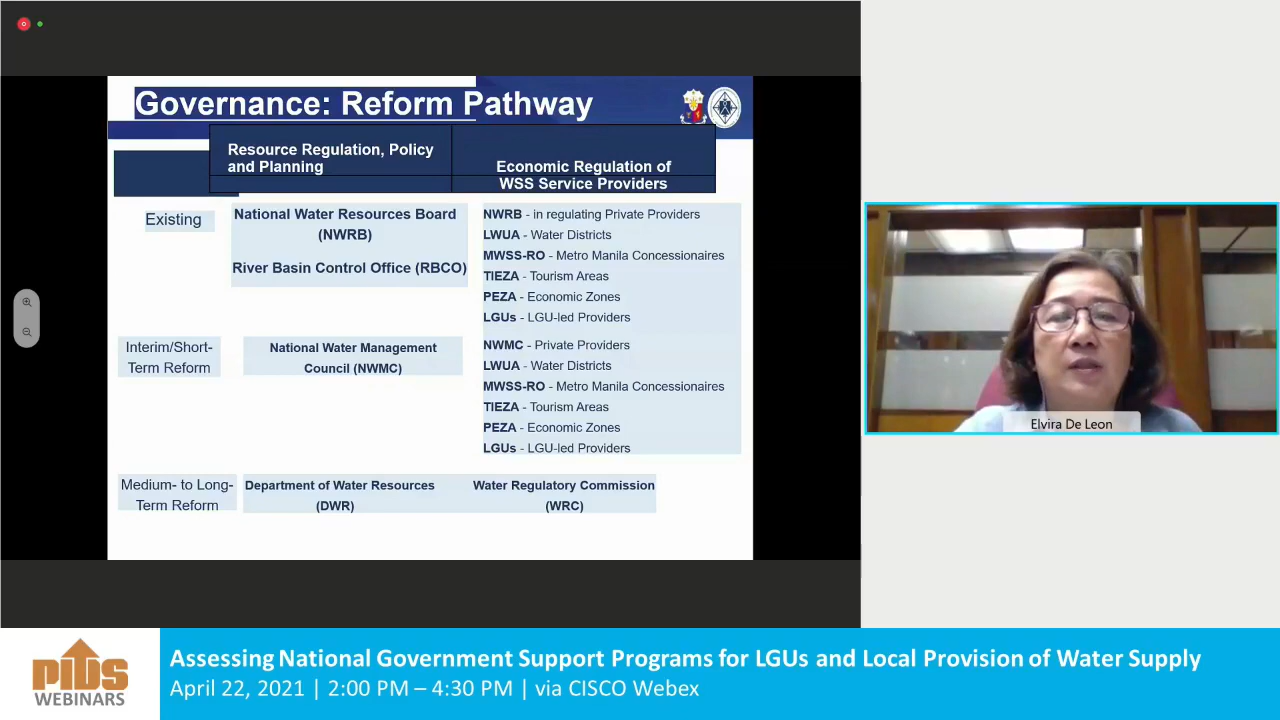 Governance: Reform Pathway
Resource Regulation, Policy
and Planning
Economic Regulation of
WSS Service Providers
Existing
National Water Resources Board
(NWRB)
River Basin Control Office (RBCO)
NWRB - in regulating Private Providers
LWUA - Water Districts
MWSS-RO - Metro Manila Concessionaires
TIEZA - Tourism Areas
PEZA - Economic Zones
LGUs - LGU-led Providers
Interim/Short-
Term Reform
National Water Management
Council (NWMC)
NWMC - Private Providers
LWUA - Water Districts
MWSS-RO - Metro Manila Concessionaires
TIEZA - Tourism Areas
PEZA - Economic Zones
LGUs - LGU-led Providers
Medium- to Long-
Term Reform
Department of Water Resources
(DWR)
Water Regulatory Commission
(WRC)
Elvira De Leon
PIDS
WEBINARS
Assessing National Government Support Programs for LGUs and Local Provision of Water Supply
April 22, 2021 | 2:00 PM – 4:30 PM | via CISCO Webex